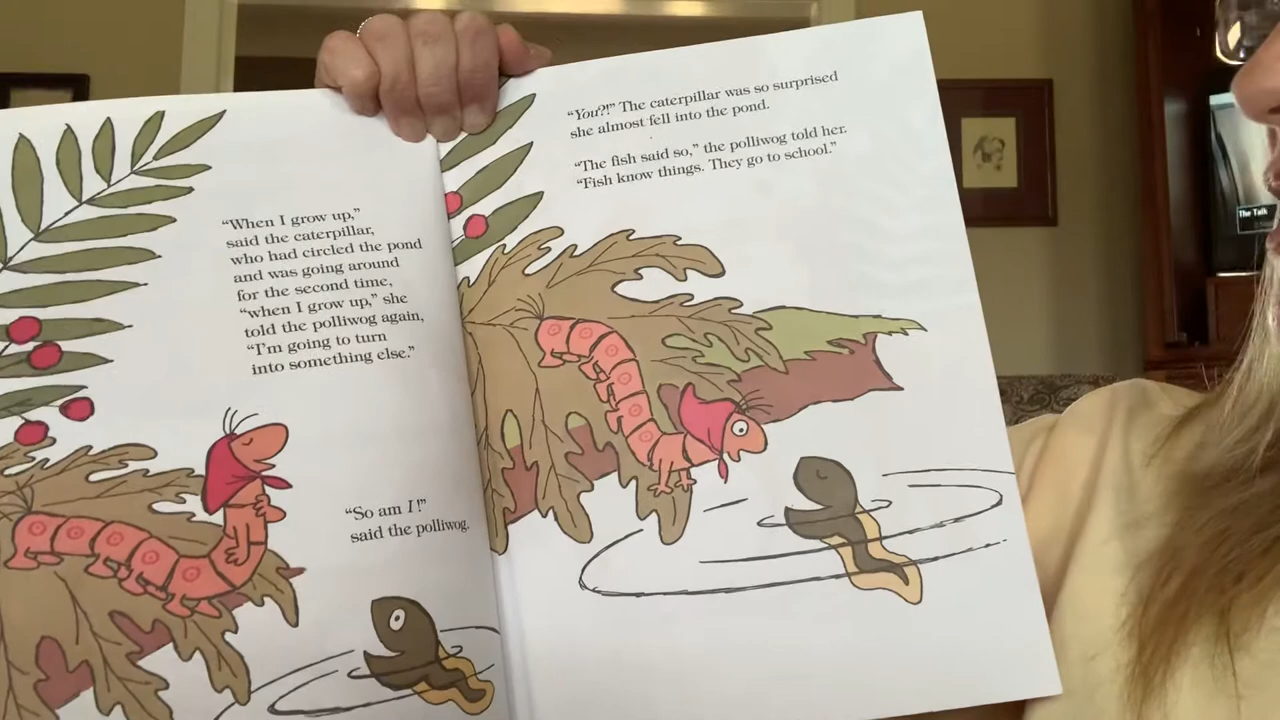 “When I grow up,”
said the caterpillar,
who had circled the pond
and was going around
for the second time,
“when I grow up,” she
told the polliwog again,
“I’m going to turn
into something else.”
“So am I!”
said the polliwog.
“You?!” The caterpillar was so surprised
she almost fell into the pond.
“The fish said so,” the polliwog told her.
“Fish know things. They go to school.”
The Talk